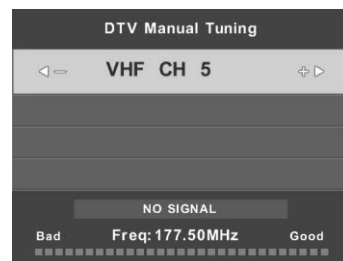 DTV Manual Tuning
VHF CH 5
NO SIGNAL
Bad Freq:177.50MHz Good